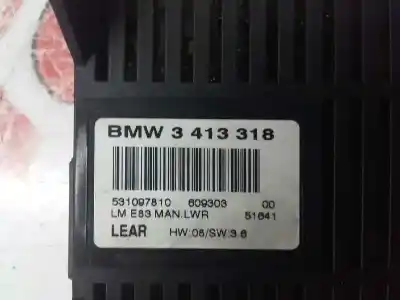 BMW 3 413 318
531097810 609303 00
LM E83 MAN.LWR 51641
LEAR HW:08/SW:3.6